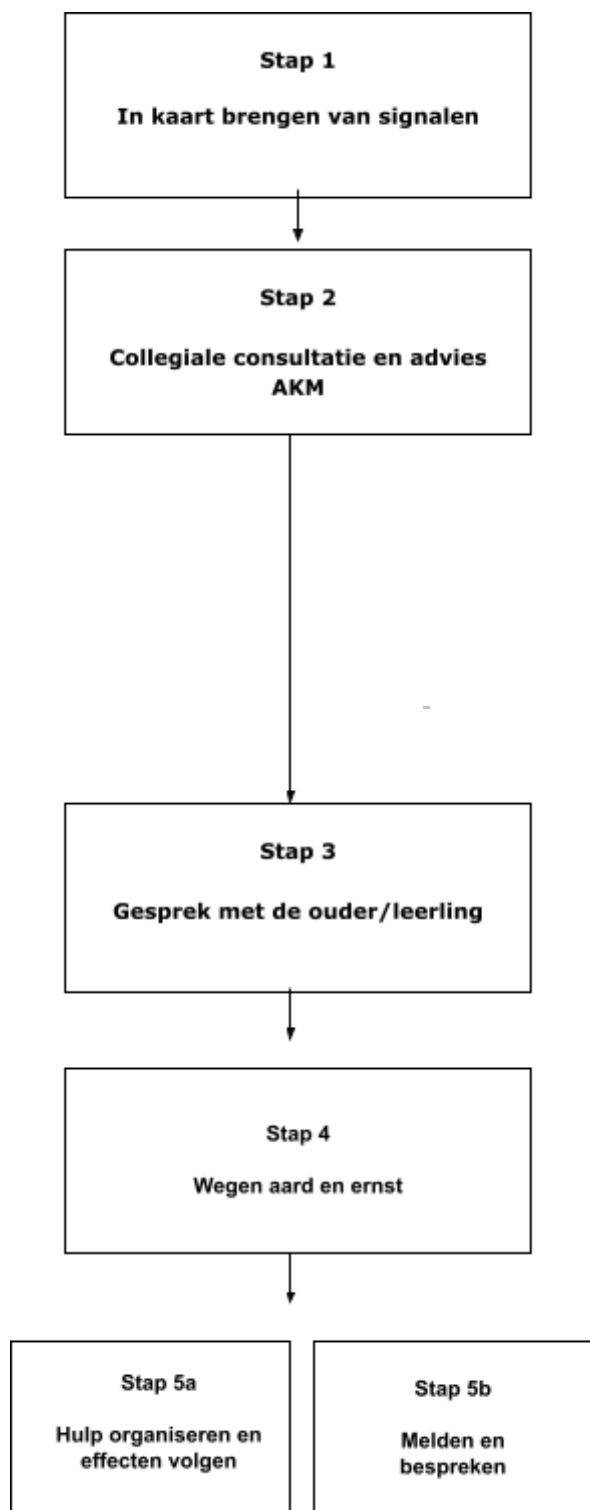 Stap 1
In kaart brengen van signalen
Stap 2
Collegiale consultatie en advies
AKM
Stap 3
Gesprek met de ouder/leerling
Stap 4
Wegen aard en ernst
Stap 5a
Hulp organiseren en
effecten volgen
Stap 5b
Melden en
bespreken